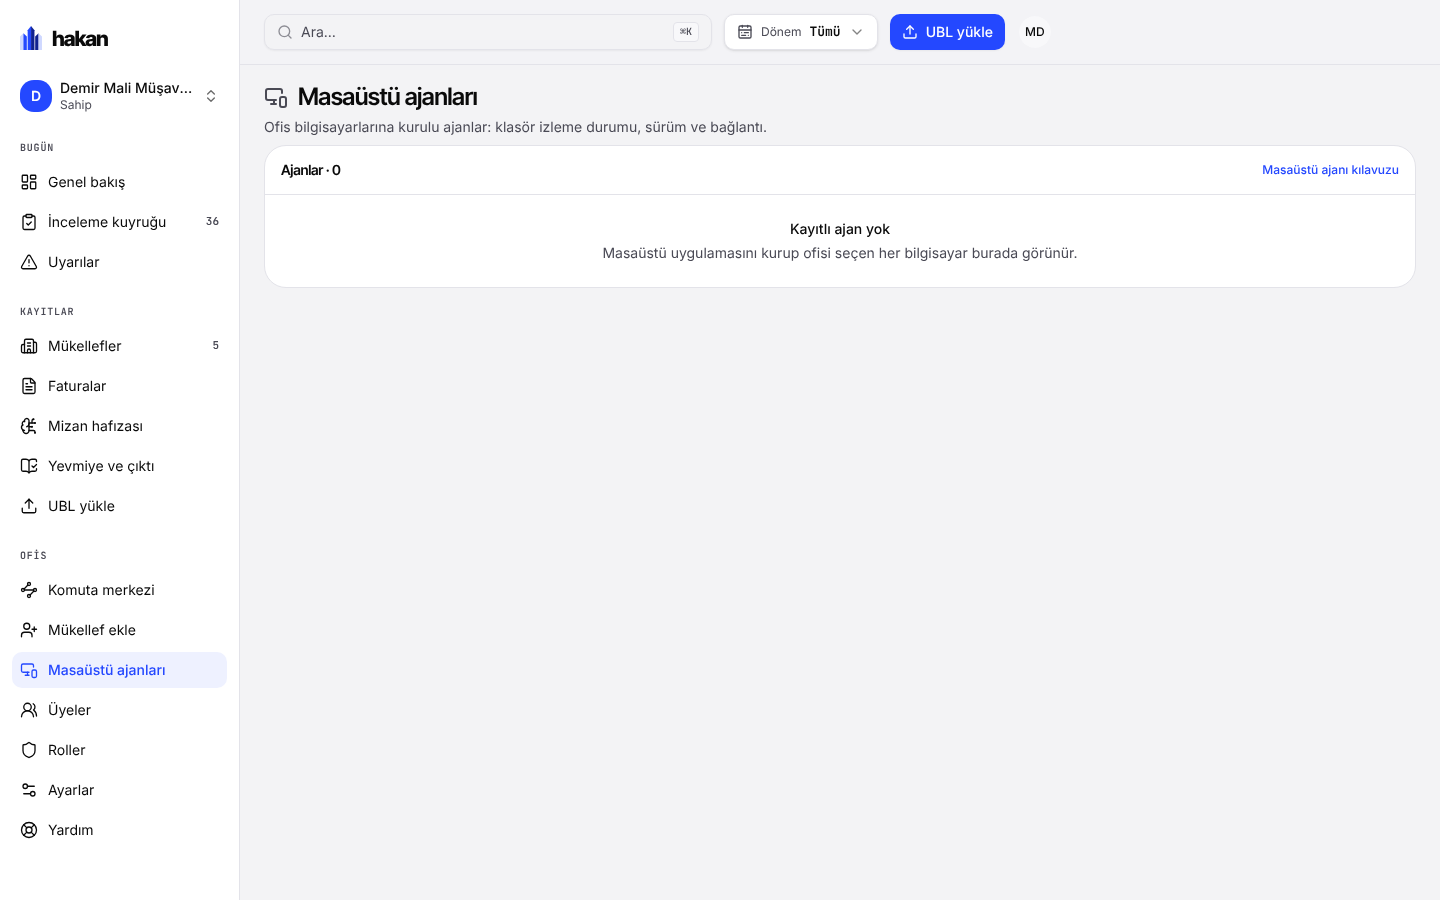 hakan
D
Demir Mali Müşav...
Sahip
BUGÜN
Genel bakış
İnceleme kuyruğu 36
Uyarılar
KAYITLAR
Mükellefler 5
Faturalar
Mizan hafızası
Yevmiye ve çıktı
UBL yükle
OFİS
Komuta merkezi
Mükellef ekle
Masaüstü ajanları
Üyeler
Roller
Ayarlar
Yardım
Ara... ⌘K
Dönem Tümü
UBL yükle
MD
Masaüstü ajanları
Ofis bilgisayarlarına kurulu ajanlar: klasör izleme durumu, sürüm ve bağlantı.
Ajanlar · 0
Masaüstü ajanı kılavuzu
Kayıtlı ajan yok
Masaüstü uygulamasını kurup ofisi seçen her bilgisayar burada görünür.